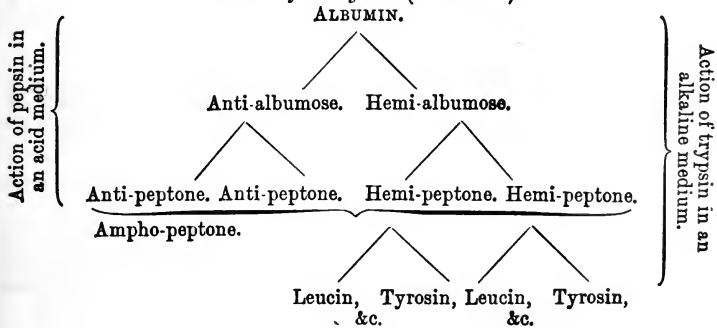 ALBUMIN.
Action of pepsin in
an acid medium.
Anti-albumose. Hemi-albumose.
Anti-peptone. Anti-peptone. Hemi-peptone. Hemi-peptone.
Ampho-peptone.
Leucin, Tyrosin, Leucin, Tyrosin,
&c. &c.
Action of trypsin in an
alkaline medium.